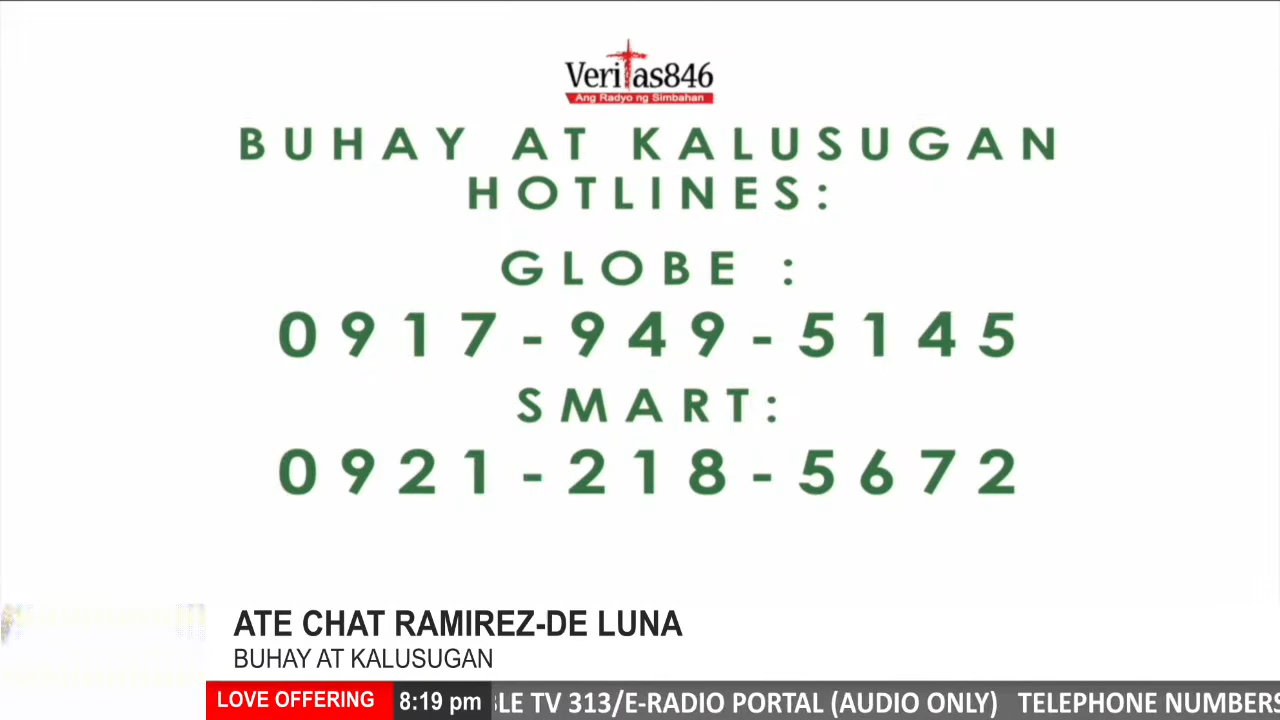 Veritas846
Ang Radyo ng Simbahan
BUHAY AT KALUSUGAN
HOTLINES:
GLOBE :
0917-949-5145
SMART:
0921-218-5672
ATE CHAT RAMIREZ-DE LUNA
BUHAY AT KALUSUGAN
LOVE OFFERING 8:19 pm LE TV 313/E-RADIO PORTAL (AUDIO ONLY) TELEPHONE NUMBERS